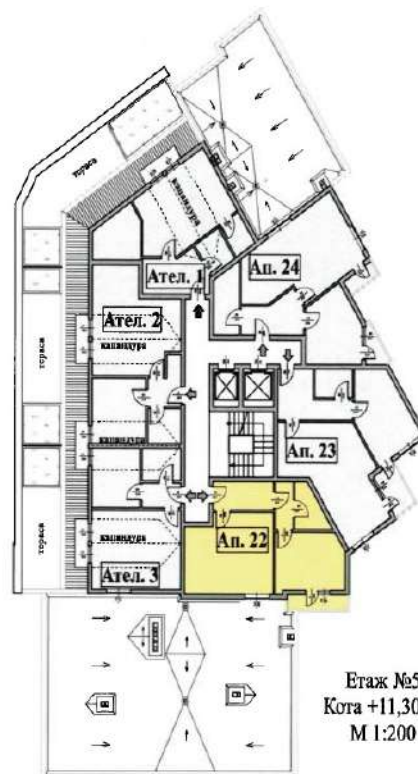 тераса
капандура
Ател. 1
Ап. 24
Ател. 2
капандура
тераса
капандура
Ап. 23
Ап. 22
капандура
Ател. 3
тераса
Етаж №5
Кота +11,30
М 1:200